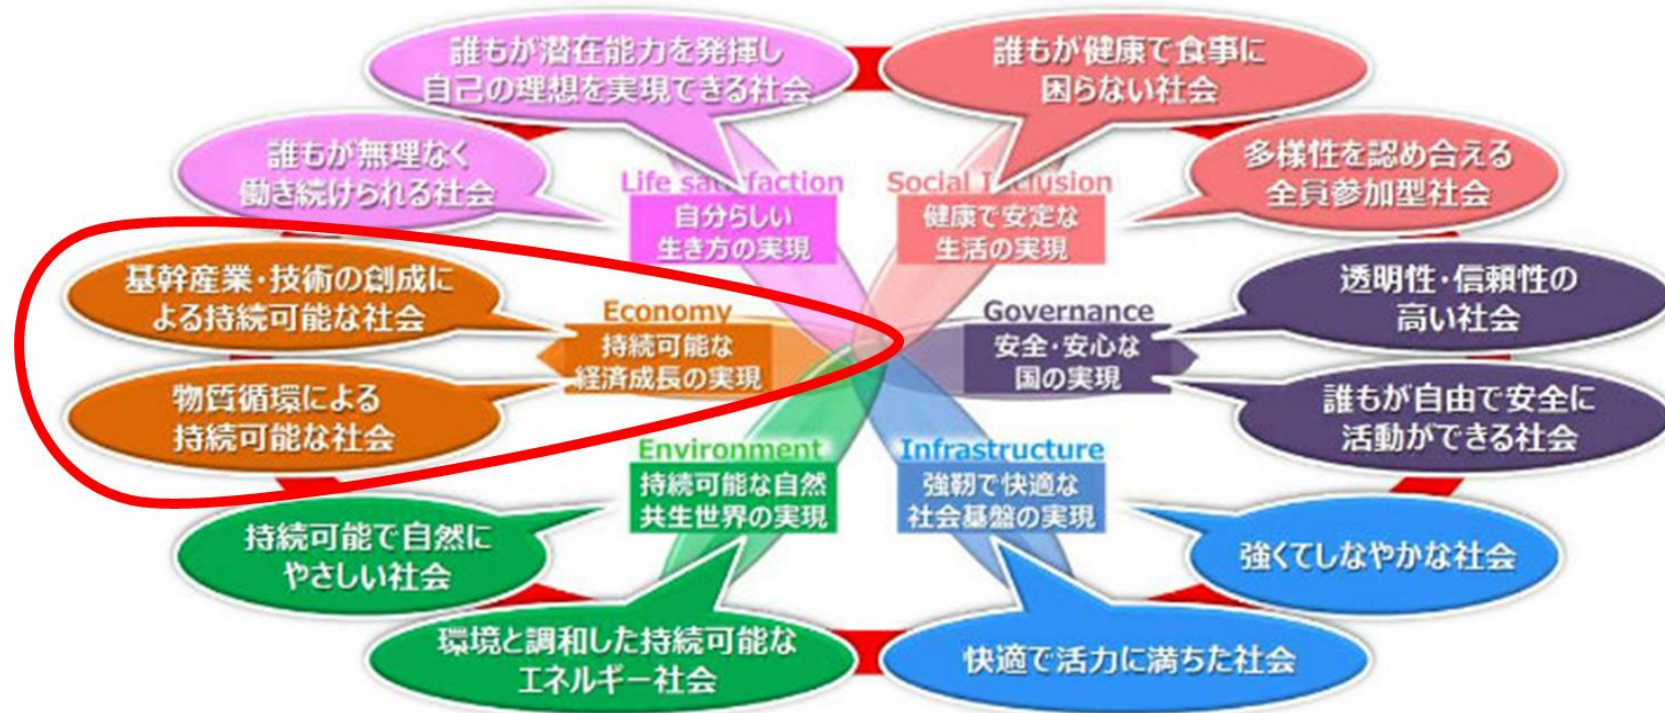 誰もが潜在能力を発揮し
自己の理想を実現できる社会
誰もが健康で食事に
困らない社会
誰もが無理なく
働き続けられる社会
多様性を認め合える
全員参加型社会
Life satisfaction
自分らしい
生き方の実現
Social Inclusion
健康で安定な
生活の実現
基幹産業・技術の創成に
よる持続可能な社会
Economy
持続可能な
経済成長の実現
Governance
安全・安心な
国の実現
透明性・信頼性の
高い社会
物質循環による
持続可能な社会
誰もが自由で安全に
活動ができる社会
Environment
持続可能な自然
共生世界の実現
Infrastructure
強靭で快適な
社会基盤の実現
持続可能で自然に
やさしい社会
強くてしなやかな社会
環境と調和した持続可能な
エネルギー社会
快適で活力に満ちた社会